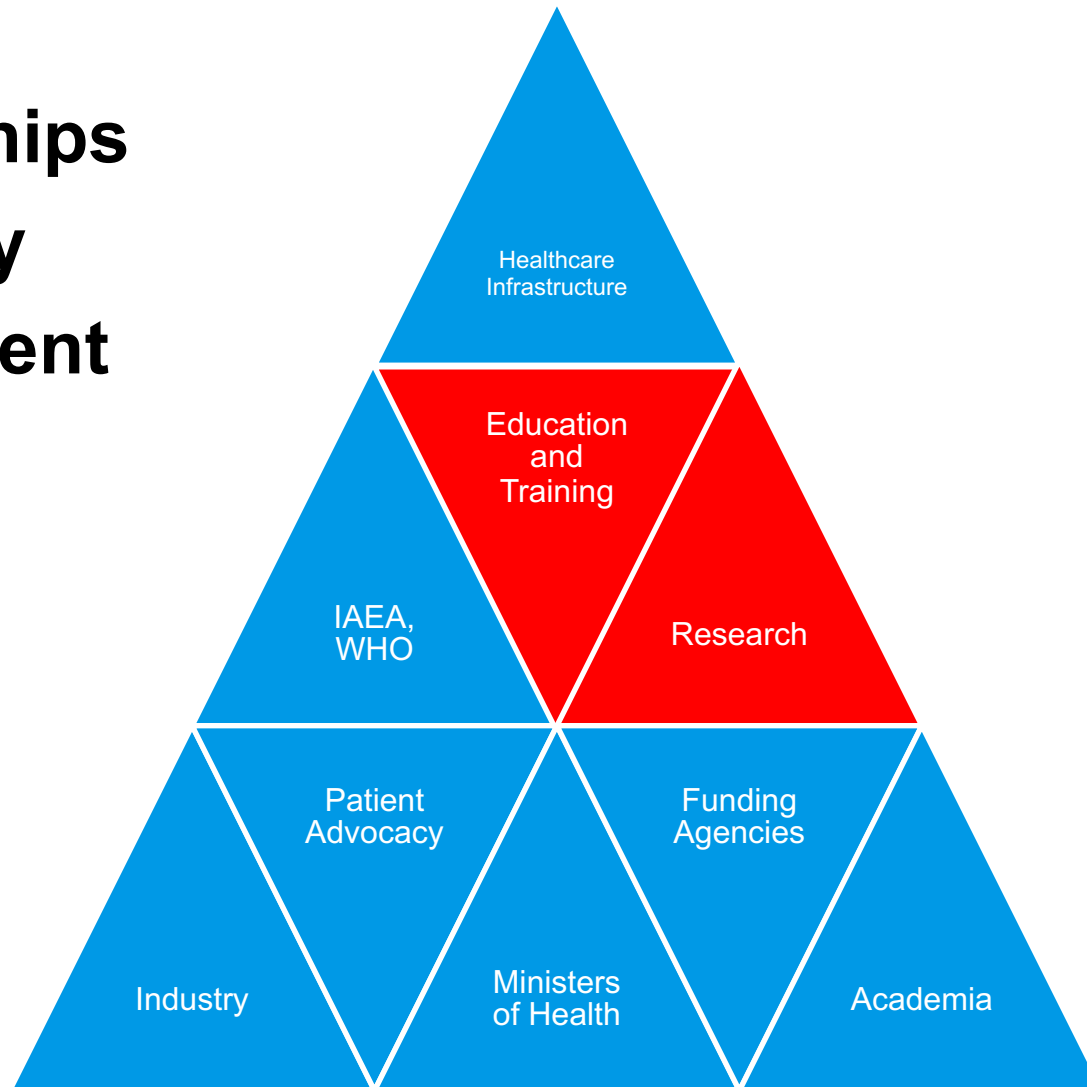 hips
y
ent
Healthcare
Infrastructure
Education
and
Training
IAEA,
WHO
Research
Patient
Advocacy
Funding
Agencies
Industry
Ministers
of Health
Academia